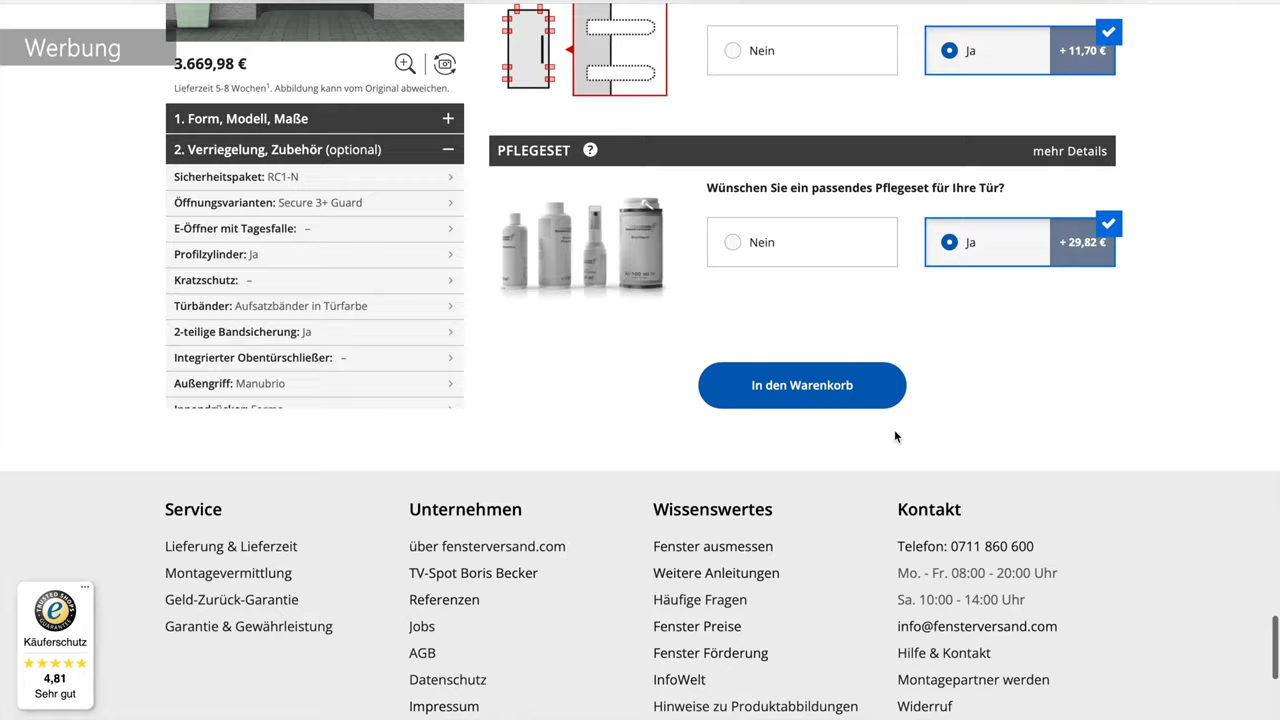 Werbung
3.669,98 €
Lieferzeit 5-8 Wochen¹. Abbildung kann vom Original abweichen.
1. Form, Modell, Maße
2. Verriegelung, Zubehör (optional)
Sicherheitspaket: RC1-N
Öffnungsvarianten: Secure 3+ Guard
E-Öffner mit Tagesfalle: –
Profilzylinder: Ja
Kratzschutz: –
Türbänder: Aufsatzbänder in Türfarbe
2-teilige Bandsicherung: Ja
Integrierter Obentürschließer: –
Außengriff: Manubrio
Nein
Ja
+ 11,70 €
PFLEGESET ?
mehr Details
Wünschen Sie ein passendes Pflegeset für Ihre Tür?
Nein
Ja
+ 29,82 €
In den Warenkorb
Service
Lieferung & Lieferzeit
Montagevermittlung
Geld-Zurück-Garantie
Garantie & Gewährleistung
Unternehmen
über fensterversand.com
TV-Spot Boris Becker
Referenzen
Jobs
AGB
Datenschutz
Impressum
Wissenswertes
Fenster ausmessen
Weitere Anleitungen
Häufige Fragen
Fenster Preise
Fenster Förderung
InfoWelt
Hinweise zu Produktabbildungen
Kontakt
Telefon: 0711 860 600
Mo. - Fr. 08:00 - 20:00 Uhr
Sa. 10:00 - 14:00 Uhr
info@fensterversand.com
Hilfe & Kontakt
Montagepartner werden
Widerruf
TRUSTED SHOPS
GUARANTEE
Käuferschutz
4,81
Sehr gut